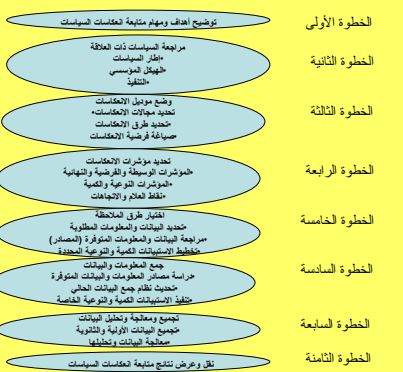 الخطوة الأولى
توضيح أهداف ومهام متابعة انعكاسات السياسات
الخطوة الثانية
مراجعة السياسات ذات العلاقة
•إطار السياسات
•الهيكل المؤسسي
•التنفيذ
الخطوة الثالثة
وضع موديل الانعكاسات
تحديد مجالات الانعكاسات•
•تحديد طرق الانعكاسات
•صياغة فرضية الانعكاسات
الخطوة الرابعة
تحديد مؤشرات الانعكاسات
•المؤشرات الوسيطة والفرضية والنهائية
•المؤشرات النوعية والكمية
•نقاط العلام والاتجاهات
الخطوة الخامسة
اختيار طرق الملاحظة
•تحديد البيانات والمعلومات المطلوبة
•مراجعة البيانات والمعلومات المتوفرة (المصادر)
•تخطيط الاستبيانات الكمية والنوعية المحددة
الخطوة السادسة
جمع المعلومات والبيانات
•دراسة مصادر المعلومات والبيانات المتوفرة
•تحديث نظام جمع البيانات الحالي
•تنفيذ الاستبيانات الكمية والنوعية الخاصة
الخطوة السابعة
تجميع ومعالجة وتحليل البيانات
•تجميع البيانات الأولية والثانوية
•معالجة البيانات وتحليلها
الخطوة الثامنة
نقل وعرض نتائج متابعة انعكاسات السياسات